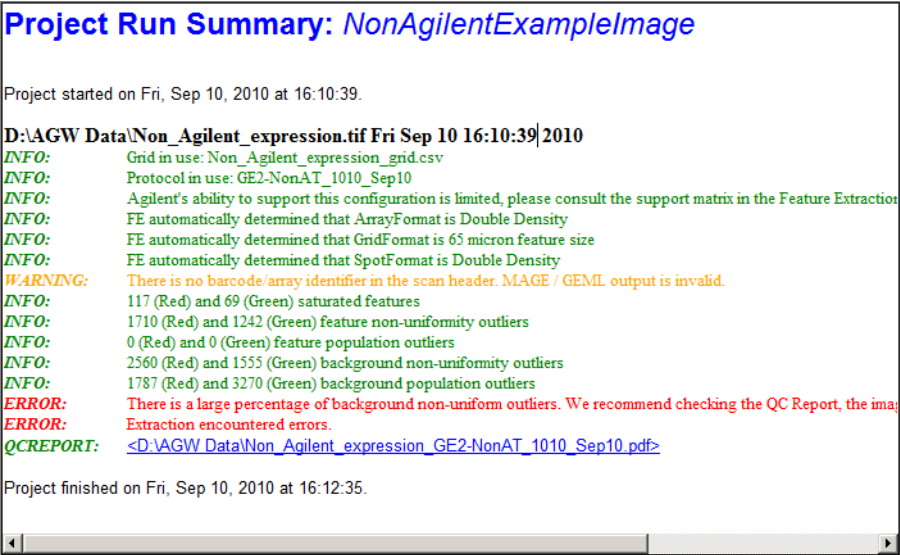 Project Run Summary: NonAgilentExampleImage
Project started on Fri, Sep 10, 2010 at 16:10:39.
D:\AGW Data\Non_Agilent_expression.tif Fri Sep 10 16:10:39 2010
INFO: Grid in use: Non_Agilent_expression_grid.csv
INFO: Protocol in use: GE2-NonAT_1010_Sep10
INFO: Agilent's ability to support this configuration is limited, please consult the support matrix in the Feature Extraction
INFO: FE automatically determined that ArrayFormat is Double Density
INFO: FE automatically determined that GridFormat is 65 micron feature size
INFO: FE automatically determined that SpotFormat is Double Density
WARNING: There is no barcode/array identifier in the scan header. MAGE / GEML output is invalid.
INFO: 117 (Red) and 69 (Green) saturated features
INFO: 1710 (Red) and 1242 (Green) feature non-uniformity outliers
INFO: 0 (Red) and 0 (Green) feature population outliers
INFO: 2560 (Red) and 1555 (Green) background non-uniformity outliers
INFO: 1787 (Red) and 3270 (Green) background population outliers
ERROR: There is a large percentage of background non-uniform outliers. We recommend checking the QC Report, the
ERROR: Extraction encountered errors.
QCREPORT: <D:\AGW Data\Non_Agilent_expression_GE2-NonAT_1010_Sep10.pdf>
Project finished on Fri, Sep 10, 2010 at 16:12:35.